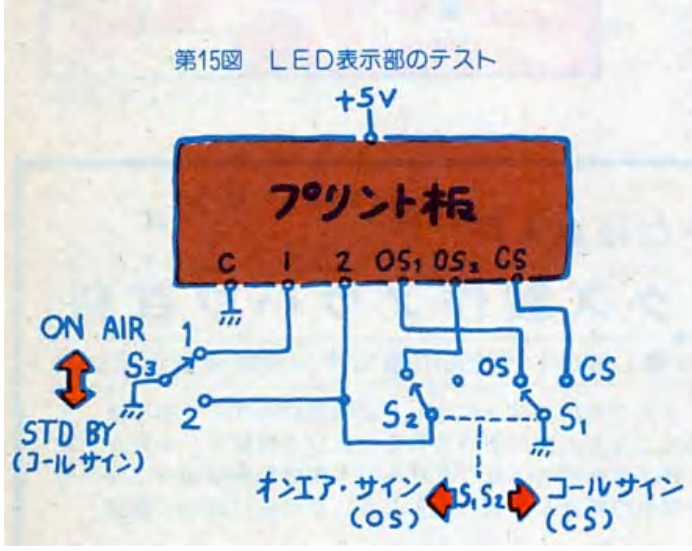 第15図 LED表示部のテスト
+5V
プリント板
C 1 2 OS₁ OS₂ CS
ON AIR
1
S₃
OS CS
2
S₂ S₁
STD BY
(コールサイン)
オンエア・サイン S₁S₂ コールサイン
(OS) (CS)